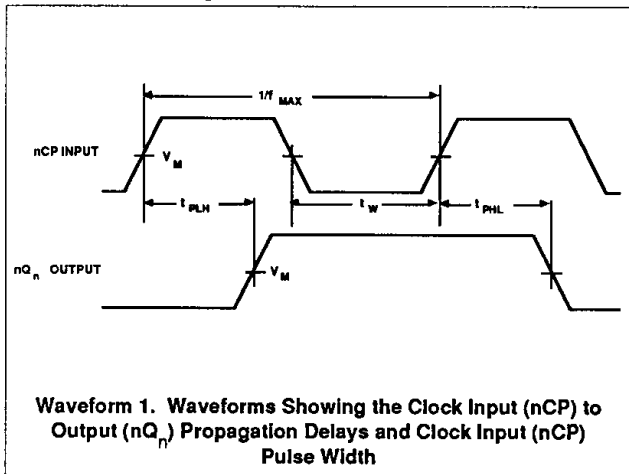 1/f MAX
nCP INPUT
V M
t PLH
t W
t PHL
nQ n OUTPUT
V M
Waveform 1. Waveforms Showing the Clock Input (nCP) to
Output (nQn) Propagation Delays and Clock Input (nCP)
Pulse Width